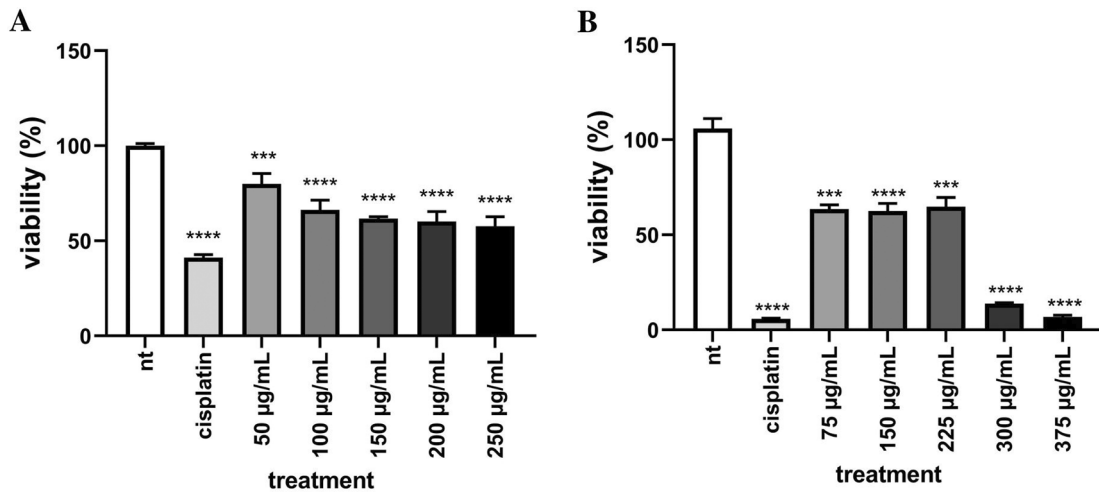 A
150
100
50
0
viability (%)
****
***
****
****
****
****
nt
cisplatin
50 µg/mL
100 µg/mL
150 µg/mL
200 µg/mL
250 µg/mL
treatment
B
150
100
50
0
viability (%)
****
***
****
***
****
****
nt
cisplatin
75 µg/mL
150 µg/mL
225 µg/mL
300 µg/mL
375 µg/mL
treatment